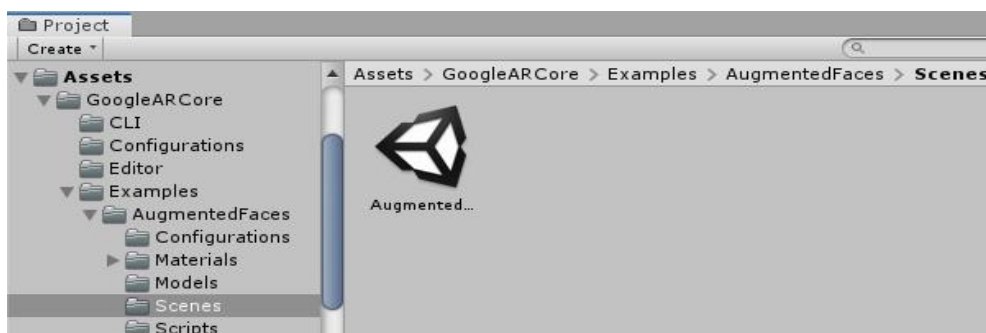 Project
Create
Assets
GoogleARCore
CLI
Configurations
Editor
Examples
AugmentedFaces
Configurations
Materials
Models
Scenes
Scripts
Assets > GoogleARCore > Examples > AugmentedFaces > Scenes
Augmented...